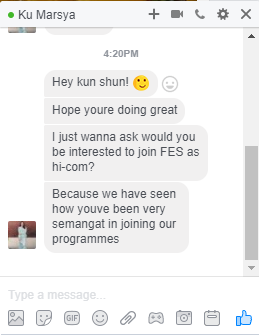 Ku Marsya
4:20PM
Hey kun shun! 🙂
Hope youre doing great
I just wanna ask would you
be interested to join FES as
hi-com?
Because we have seen
how youve been very
semangat in joining our
programmes
Type a message...
GIF